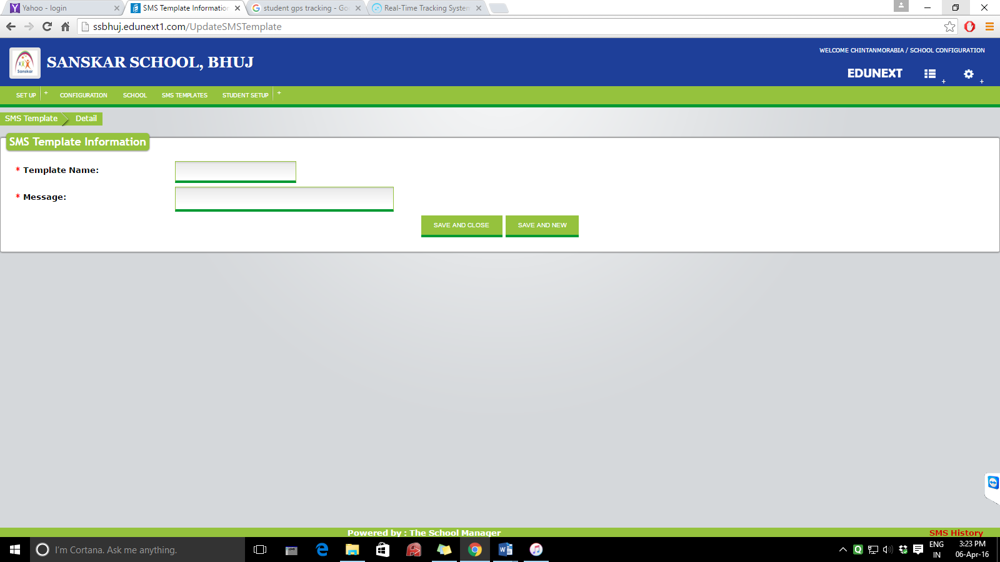 Yahoo - login
SMS Template Information
student gps tracking - Go
Real-Time Tracking System
ssbhuj.edunext1.com/UpdateSMSTemplate
Sanskar
SANSKAR SCHOOL, BHUJ
WELCOME CHINTANMORABIA / SCHOOL CONFIGURATION
EDUNEXT
+
+
SET UP
+
CONFIGURATION
SCHOOL
SMS TEMPLATES
STUDENT SETUP
+
SMS Template
Detail
SMS Template Information
* Template Name:
* Message:
SAVE AND CLOSE
SAVE AND NEW
Powered by : The School Manager
SMS History
I'm Cortana. Ask me anything.
ENG
IN
3:23 PM
06-Apr-16